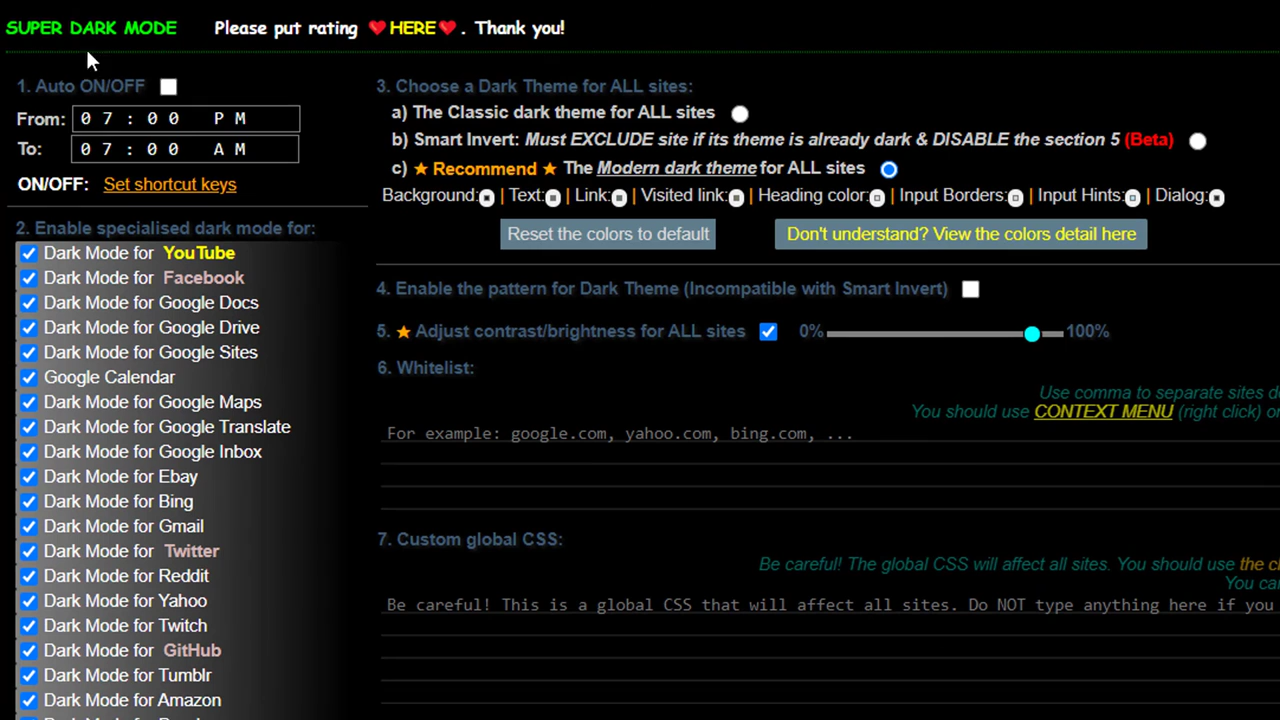 SUPER DARK MODE Please put rating ❤HERE❤. Thank you!
1. Auto ON/OFF
From: 07:00 PM
To: 07:00 AM
ON/OFF: Set shortcut keys
2. Enable specialised dark mode for:
Dark Mode for YouTube
Dark Mode for Facebook
Dark Mode for Google Docs
Dark Mode for Google Drive
Dark Mode for Google Sites
Google Calendar
Dark Mode for Google Maps
Dark Mode for Google Translate
Dark Mode for Google Inbox
Dark Mode for Ebay
Dark Mode for Bing
Dark Mode for Gmail
Dark Mode for Twitter
Dark Mode for Reddit
Dark Mode for Yahoo
Dark Mode for Twitch
Dark Mode for GitHub
Dark Mode for Tumblr
Dark Mode for Amazon
3. Choose a Dark Theme for ALL sites:
a) The Classic dark theme for ALL sites
b) Smart Invert: Must EXCLUDE site if its theme is already dark & DISABLE the section 5 (Beta)
c) ★ Recommend ★ The Modern dark theme for ALL sites
Background: | Text: | Link: | Visited link: | Heading color: | Input Borders: | Input Hints: | Dialog:
Reset the colors to default Don't understand? View the colors detail here
4. Enable the pattern for Dark Theme (Incompatible with Smart Invert)
5. ★ Adjust contrast/brightness for ALL sites 0% 100%
6. Whitelist:
Use comma to separate sites
You should use CONTEXT MENU (right click)
For example: google.com, yahoo.com, bing.com, ...
7. Custom global CSS:
Be careful! The global CSS will affect all sites. You should use the
You
Be careful! This is a global CSS that will affect all sites. Do NOT type anything here if you